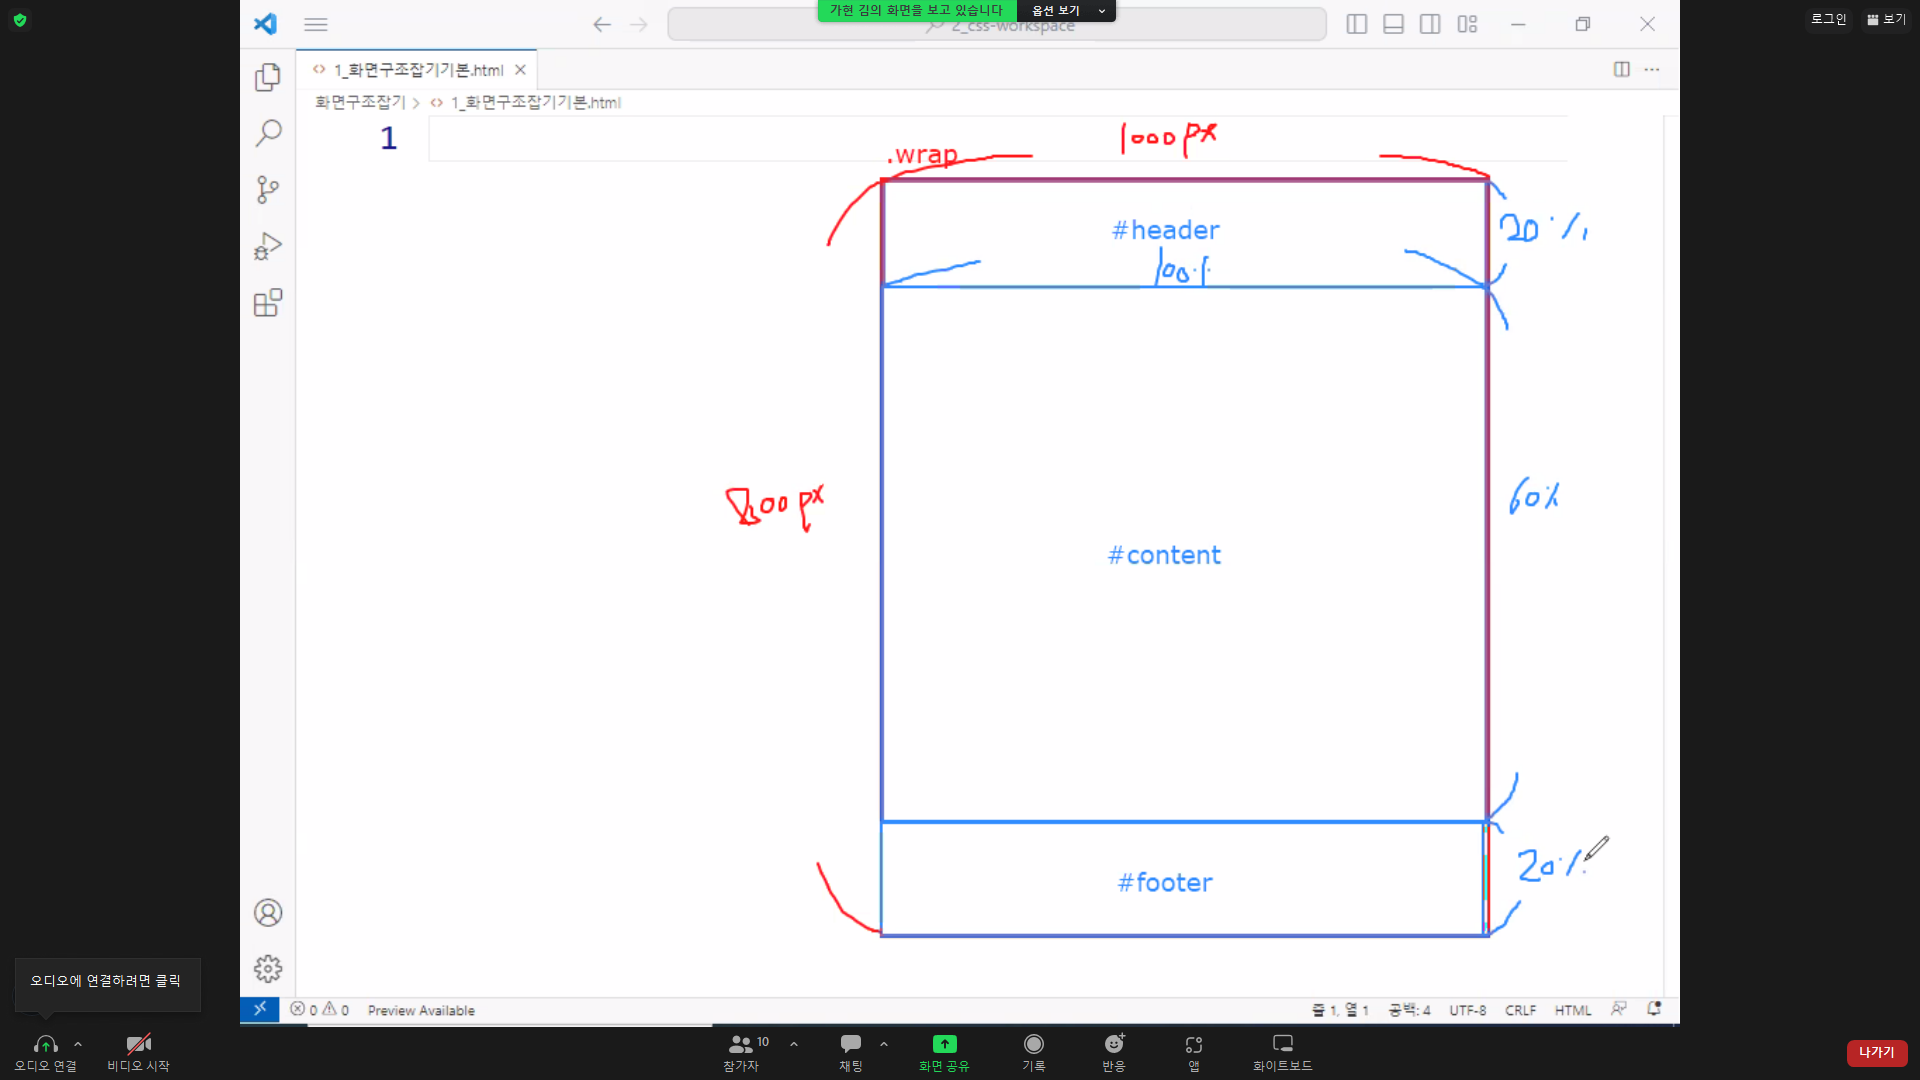 가현 김의 화면을 보고 있습니다
옵션 보기
로그인
보기
2_css-workspace
1_화면구조잡기기본.html
화면구조잡기 > 1_화면구조잡기기본.html
1
.wrap
1000px
#header
20%
100%
800px
60%
#content
#footer
20%
오디오에 연결하려면 클릭
0 0 Preview Available
줄 1, 열 1 공백: 4 UTF-8 CRLF HTML
오디오 연결
비디오 시작
10
참가자
채팅
화면 공유
기록
반응
앱
화이트보드
나가기